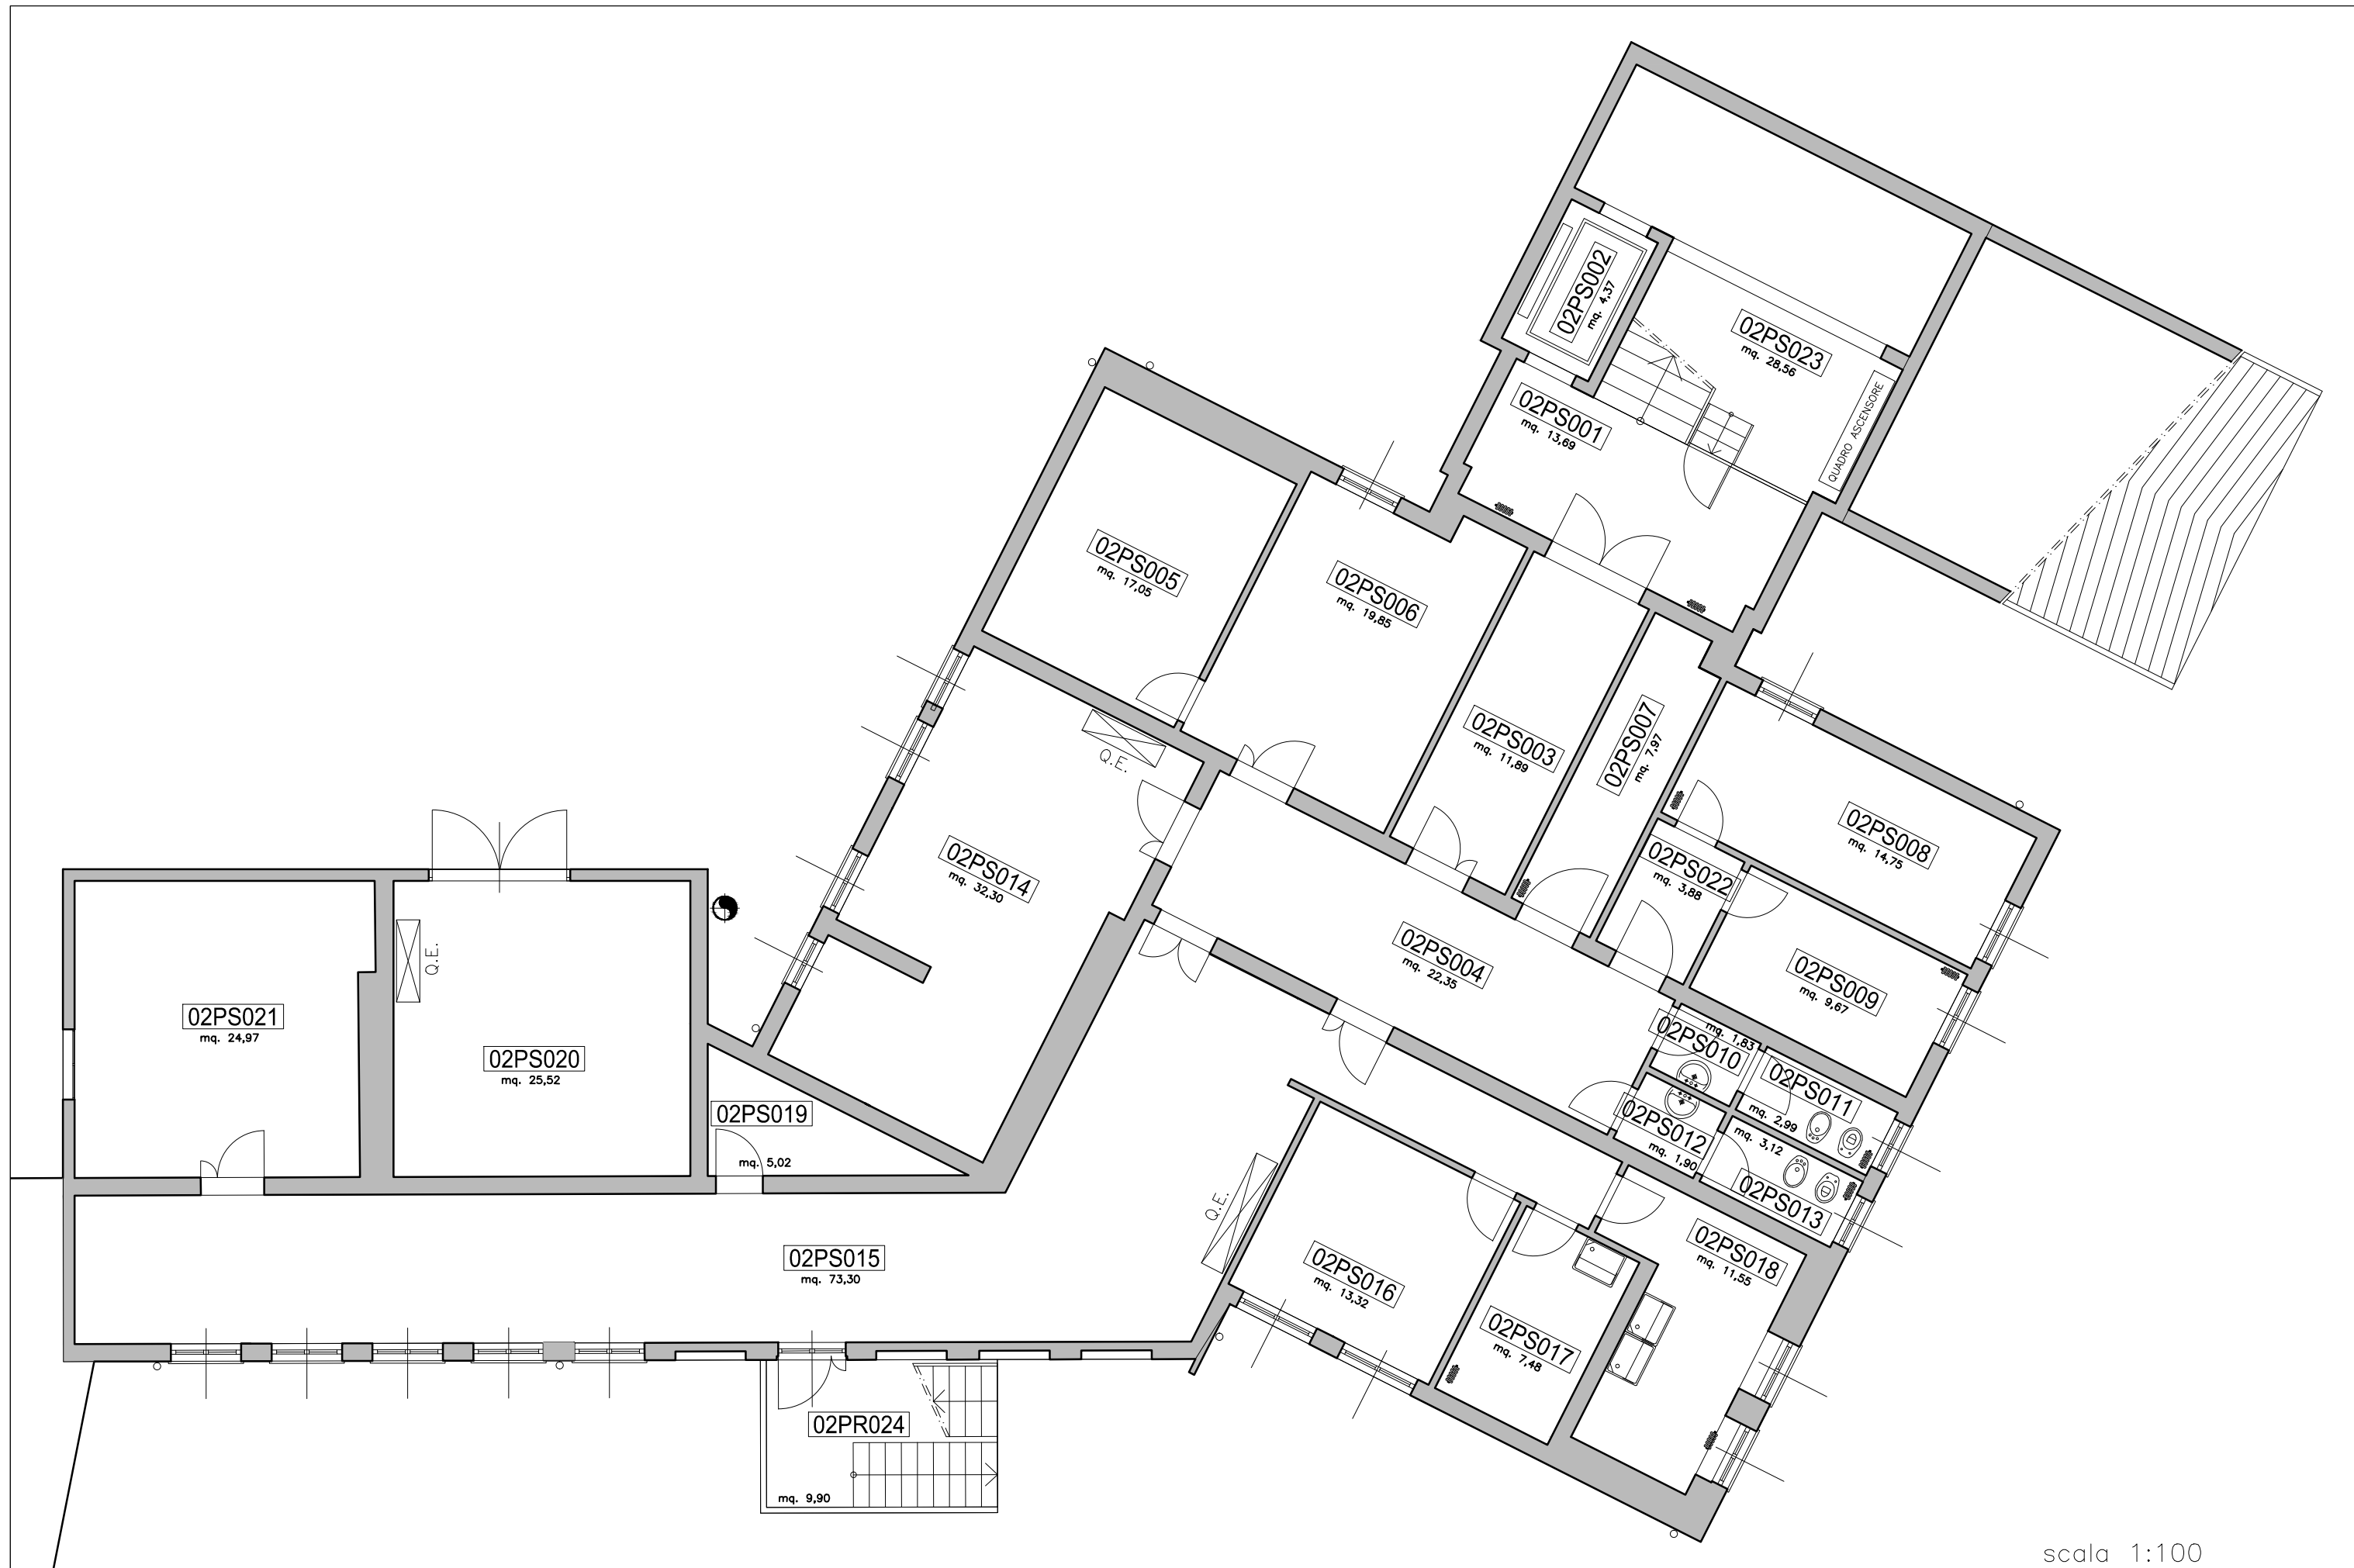 02PS002
mq. 4,37
02PS023
mq. 28,56
QUADRO ASCENSORE
02PS001
mq. 13,69
02PS005
mq. 17,05
02PS006
mq. 19,85
02PS003
mq. 11,89
02PS007
mq. 7,97
Q.E.
02PS008
mq. 14,75
02PS022
mq. 3,88
02PS014
mq. 32,30
02PS004
mq. 22,35
02PS009
mq. 9,67
Q.E.
02PS021
mq. 24,97
02PS020
mq. 25,52
mq. 1,83
02PS010
02PS011
mq. 2,99
02PS019
mq. 5,02
02PS012
mq. 1,90
mq. 3,12
02PS013
Q.E.
02PS015
mq. 73,30
02PS016
mq. 13,32
02PS018
mq. 11,55
02PS017
mq. 7,48
02PR024
mq. 9,90
scala 1:100